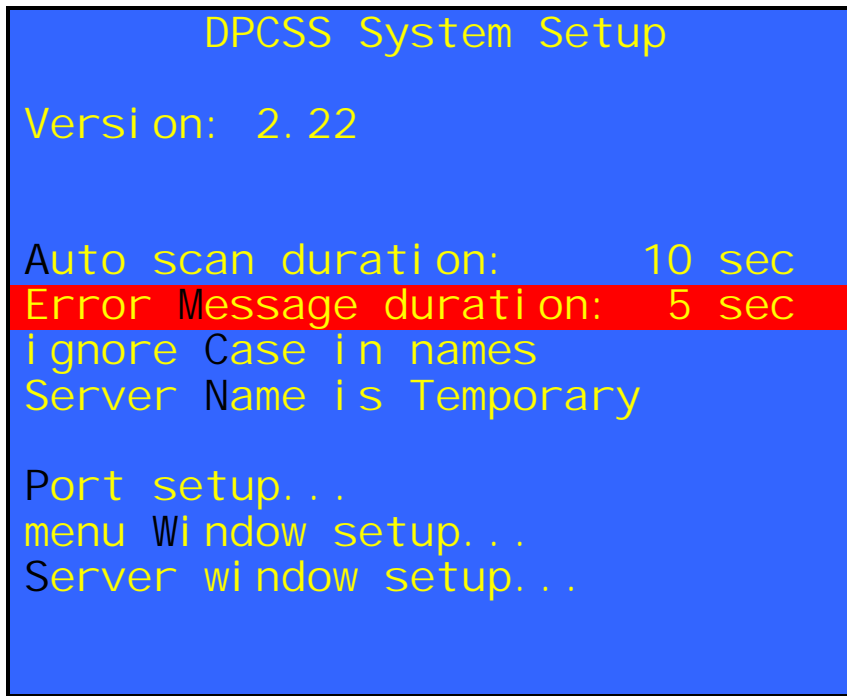 DPCSS System Setup
Version: 2.22
Auto scan duration: 10 sec
Error Message duration: 5 sec
ignore Case in names
Server Name is Temporary
Port setup...
menu Window setup...
Server window setup...